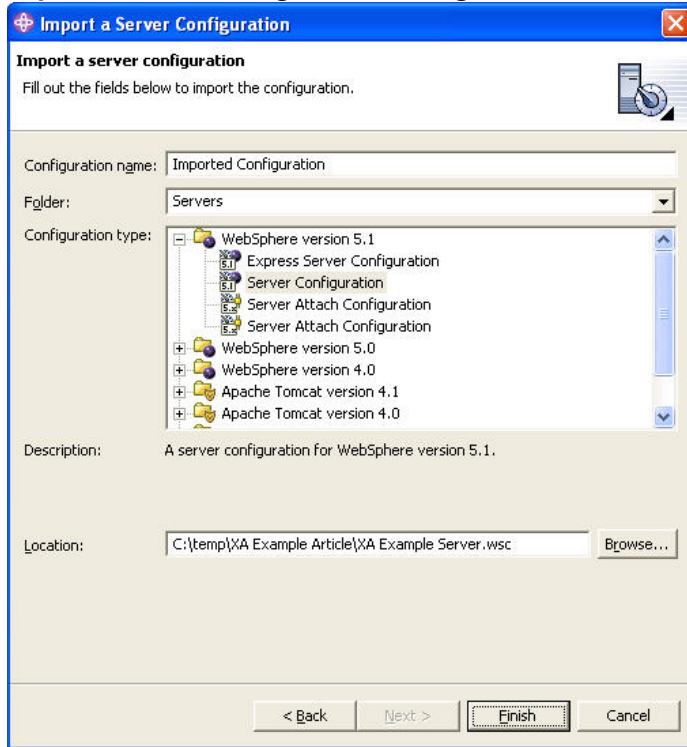 Import a Server Configuration
Import a server configuration
Fill out the fields below to import the configuration.
Configuration name: Imported Configuration
Folder: Servers
Configuration type: WebSphere version 5.1
Express Server Configuration
Server Configuration
Server Attach Configuration
Server Attach Configuration
WebSphere version 5.0
WebSphere version 4.0
Apache Tomcat version 4.1
Apache Tomcat version 4.0
Description: A server configuration for WebSphere version 5.1.
Location: C:\temp\XA Example Article\XA Example Server.wsc Browse...
< Back Next > Finish Cancel